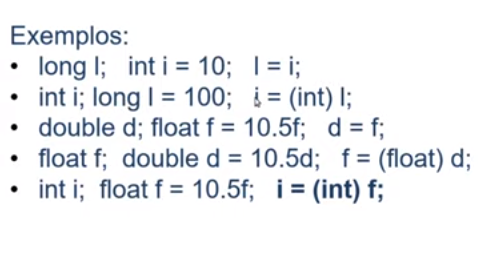 Exemplos:
• long l; int i = 10; l = i;
• int i; long l = 100; i = (int) l;
• double d; float f = 10.5f; d = f;
• float f; double d = 10.5d; f = (float) d;
• int i; float f = 10.5f; i = (int) f;